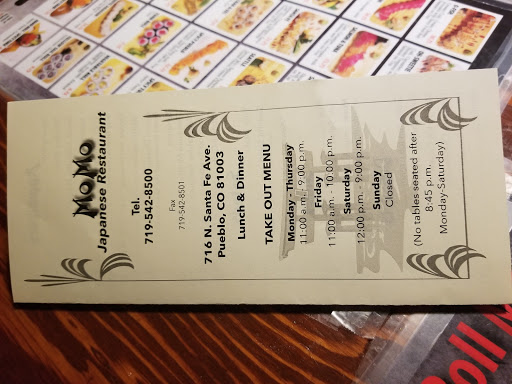 MoMo
Japanese Restaurant
Tel.
719-542-8500
Fax
719-542-8501
716 N. Santa Fe Ave.
Pueblo, CO 81003
Lunch & Dinner
TAKE OUT MENU
Monday - Thursday
11:00 a.m. - 9:00 p.m.
Friday
11:00 a.m. - 10:00 p.m.
Saturday
12:00 p.m. - 9:00 p.m.
Sunday
Closed
(No tables seated after
8:45 p.m.
Monday-Saturday)